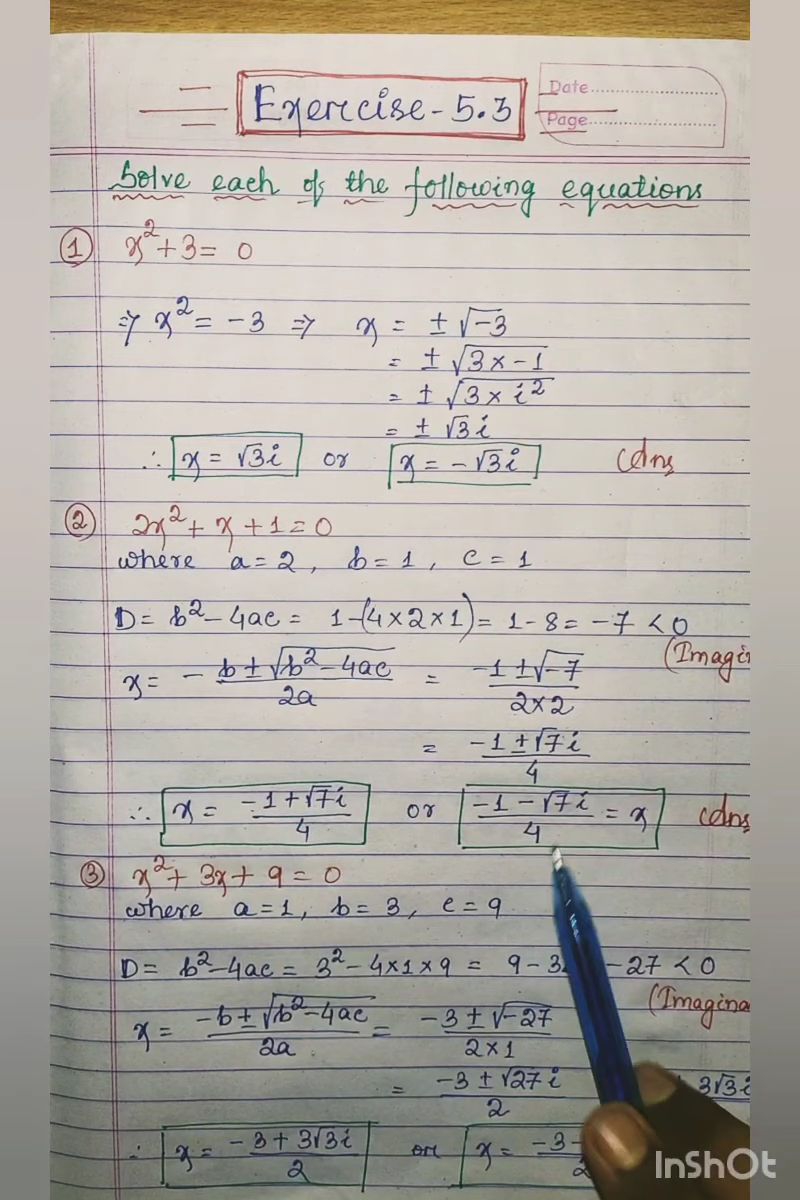 Exercise - 5.3
Date
Page
Solve each of the following equations
① x² + 3 = 0
⇒ x² = -3 ⇒ x = ± √-3
= ± √3 × -1
= ± √3 × i²
= ± √3 i
∴ x = √3 i or x = - √3 i Ans
② 2x² + x + 1 = 0
where a = 2, b = 1, c = 1
D = b² - 4ac = 1 - (4 × 2 × 1) = 1 - 8 = -7 < 0
(Imagin
x = - b ± √b² - 4ac / 2a = -1 ± √-7 / 2 × 2
= -1 ± √7 i / 4
∴ x = -1 + √7 i / 4 or -1 - √7 i / 4 = x Ans
③ x² + 3x + 9 = 0
where a = 1, b = 3, c = 9
D = b² - 4ac = 3² - 4 × 1 × 9 = 9 - 3 -27 < 0
(Imagina
x = -b ± √b² - 4ac / 2a = -3 ± √-27 / 2 × 1
= -3 ± √27 i / 2 3√3 i
∴ x = -3 + 3√3 i / 2 or x = -3 -
InShOt